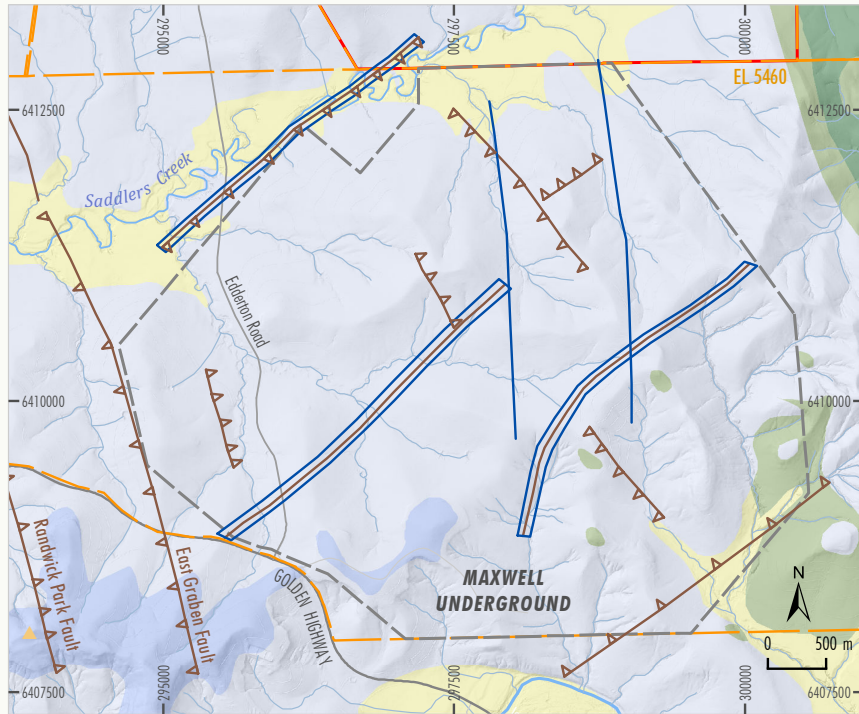 295000
297500
300000
EL 5460
6412500
6412500
Saddlers Creek
Edderton Road
6410000
6410000
Randwick Park Fault
East Graben Fault
GOLDEN HIGHWAY
MAXWELL
UNDERGROUND
N
0 500 m
6407500
6407500
295000
297500
300000